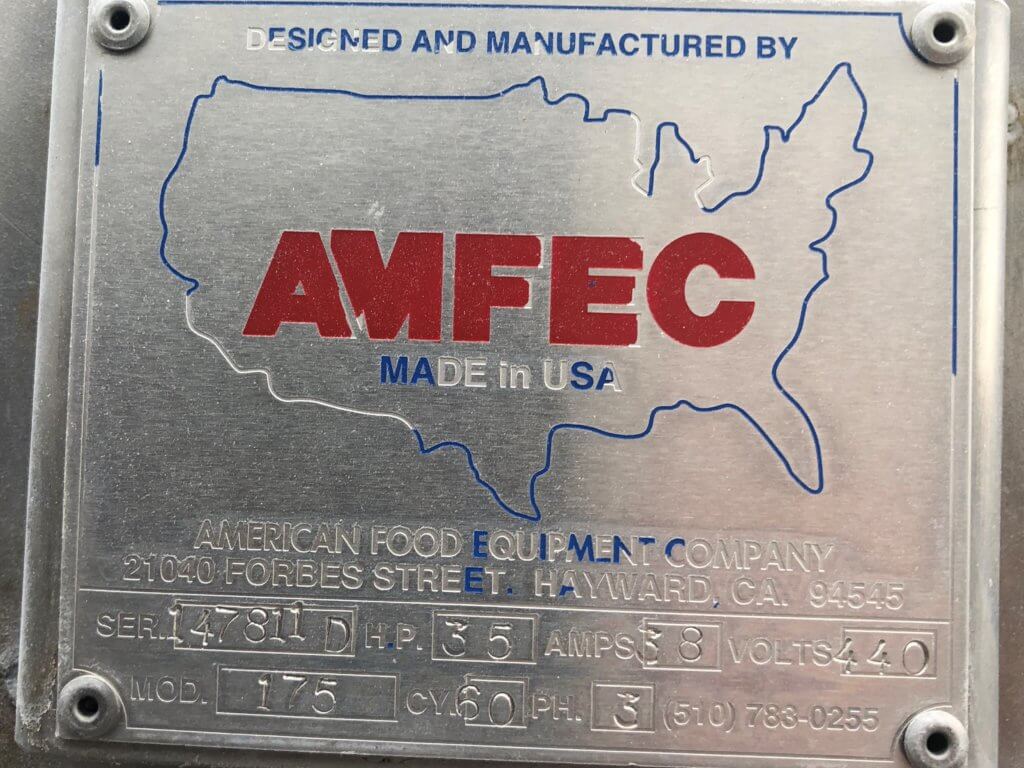 DESIGNED AND MANUFACTURED BY
AMFEC
MADE in USA
AMERICAN FOOD EQUIPMENT COMPANY
21040 FORBES STREET. HAYWARD, CA. 94545
SER. 147811 D H.P. 35 AMPS 38 VOLTS 440
MOD. 175 CY. 60 PH. 3 (510) 783-0255